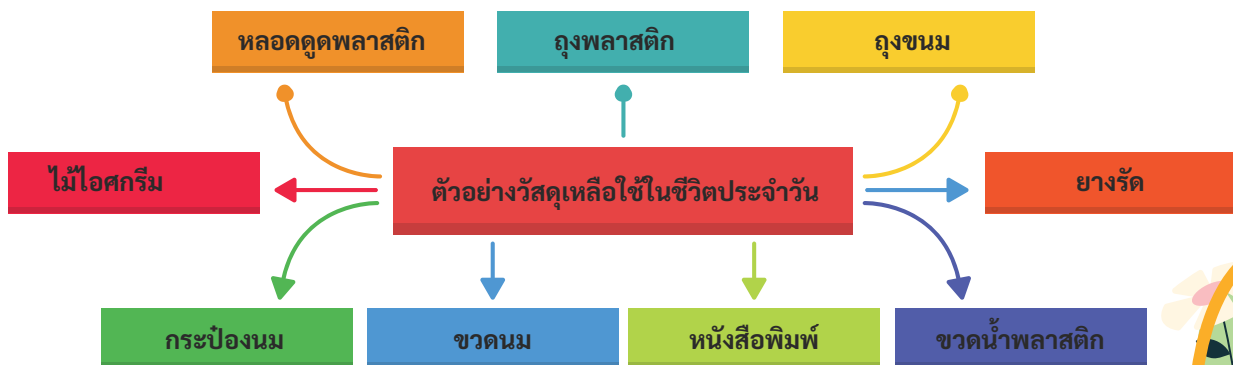 หลอดดูดพลาสติก
ถุงพลาสติก
ถุงขนม
ไม้ไอศกรีม
ตัวอย่างวัสดุเหลือใช้ในชีวิตประจำวัน
ยางรัด
กระป๋องนม
ขวดนม
หนังสือพิมพ์
ขวดน้ำพลาสติก